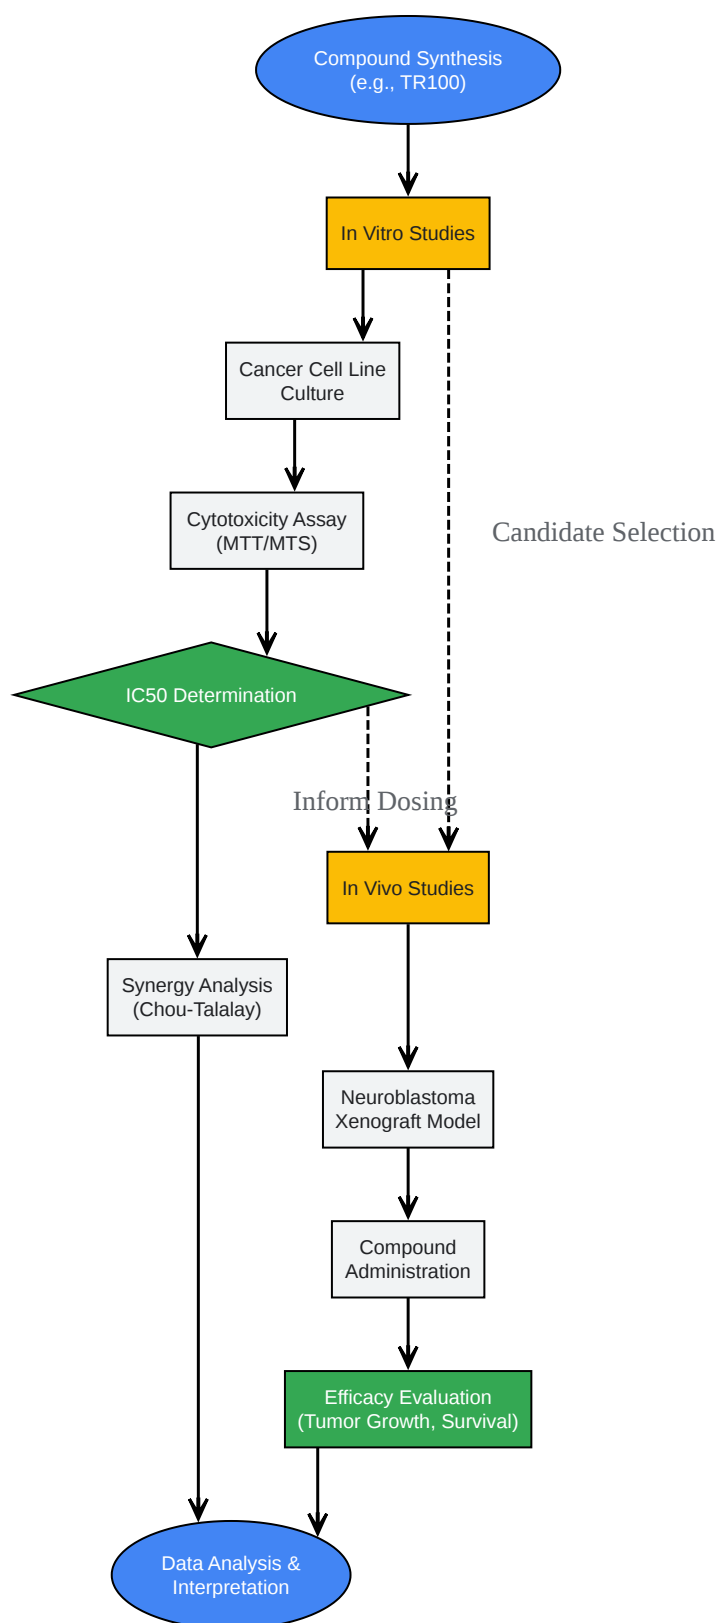 Compound Synthesis
(e.g., TR100)
In Vitro Studies
Cancer Cell Line
Culture
Cytotoxicity Assay
(MTT/MTS)
Candidate Selection
IC50 Determination
Inform Dosing
In Vivo Studies
Synergy Analysis
(Chou-Talalay)
Neuroblastoma
Xenograft Model
Compound
Administration
Efficacy Evaluation
(Tumor Growth, Survival)
Data Analysis &
Interpretation